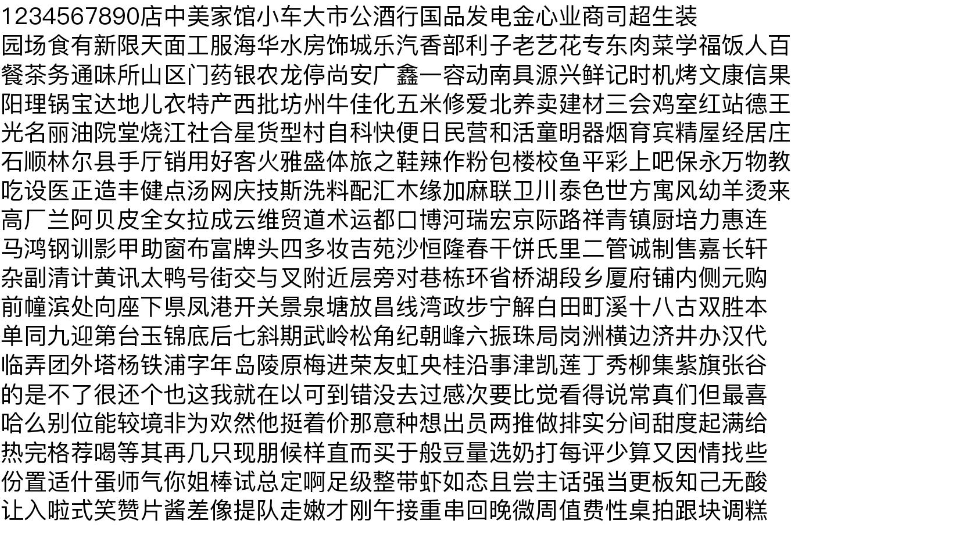 1234567890店中美家馆小车大市公酒行国品发电金心业商司超生装
园场食有新限天面工服海华水房饰城乐汽香部利子老艺花专东肉菜学福饭人百
餐茶务通味所山区门药银农龙停尚安广鑫一容动南具源兴鲜记时机烤文康信果
阳理锅宝达地儿衣特产西批坊州牛佳化五米修爱北养卖建材三会鸡室红站德王
光名丽油院堂烧江社合星货型村自科快便日民营和活童明器烟育宾精屋经居庄
石顺林尔县手厅销用好客火雅盛体旅之鞋辣作粉包楼校鱼平彩上吧保永万物教
吃设医正造丰健点汤网庆技斯洗料配汇木缘加麻联卫川泰色世方寓风幼羊烫来
高厂兰阿贝皮全女拉成云维贸道术运都口博河瑞宏京际路祥青镇厨培力惠连
马鸿钢训影甲助窗布富牌头四多妆吉苑沙恒隆春干饼氏里二管诚制售嘉长轩
杂副清计黄讯太鸭号街交与叉附近层旁对巷栋环省桥湖段乡厦府铺内侧元购
前幢滨处向座下県凤港开关景泉塘放昌线湾政步宁解白田町溪十八古双胜本
单同九迎第台玉锦底后七斜期武岭松角纪朝峰六振珠局岗洲横边济井办汉代
临弄团外塔杨铁浦字年岛陵原梅进荣友虹央桂沿事津凯莲丁秀柳集紫旗张谷
的是不了很还个也这我就在以可到错没去过感次要比觉看得说常真们但最喜
哈么别位能较境非为欢然他挺着价那意种想出员两推做排实分间甜度起满给
热完格荐喝等其再几只现朋候样直而买于般豆量选奶打每评少算又因情找些
份置适什蛋师气你姐棒试总定啊足级整带虾如态且尝主话强当更板知己无酸
让入啦式笑赞片酱差像提队走嫩才刚午接重串回晚微周值费性桌拍跟块调糕